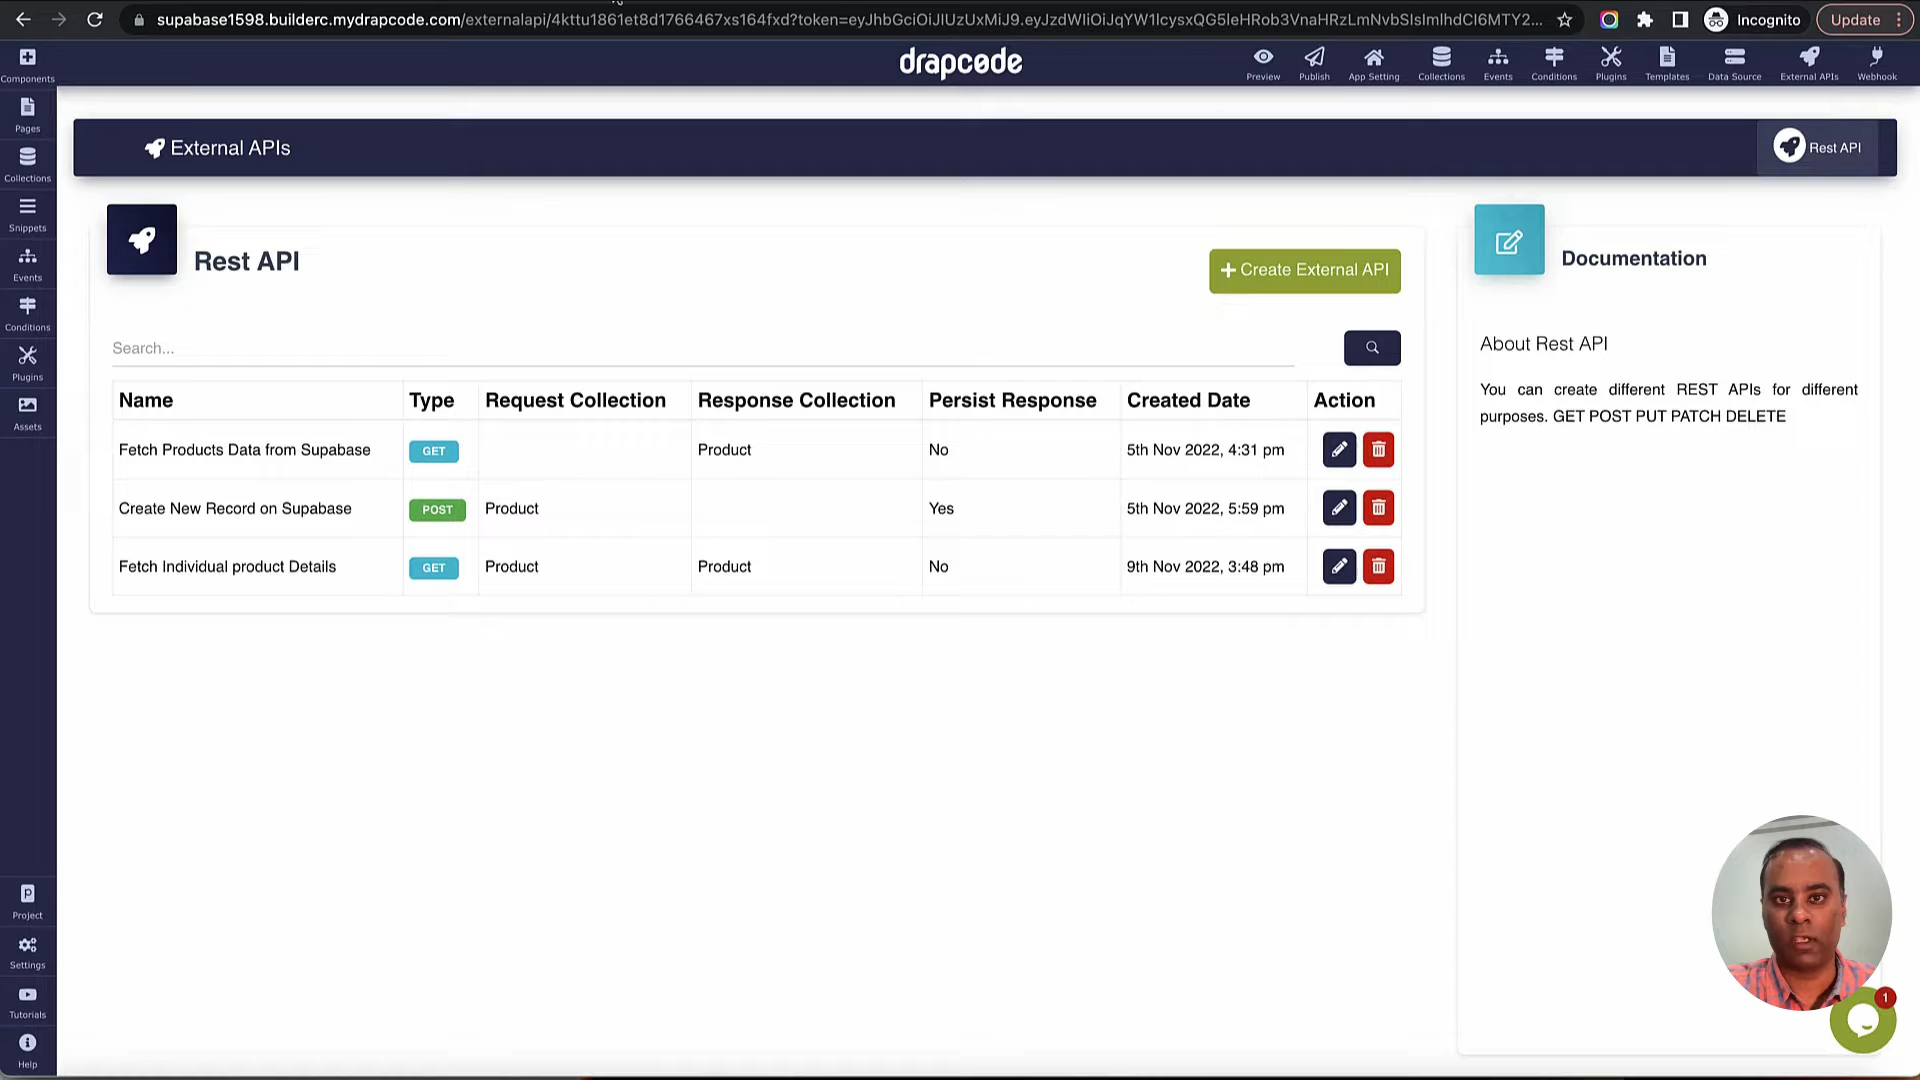 supabase1598.builderc.mydrapcode.com/externalapi/4kttu1861et8d1766467xs164fxd?token=eyJhbGciOiJIUzUxMiJ9.eyJzdWIiOiJqYW1lcysxQG5leHRob3VnaHRzLmNvbSIsImlhdCI6MTY2...
Incognito
Update
Components
drapcode
Preview
Publish
App Setting
Collections
Events
Conditions
Plugins
Templates
Data Source
External APIs
Webhook
Pages
Collections
Snippets
Events
Conditions
Plugins
Assets
External APIs
Rest API
Rest API
Create External API
Search...
Name Type Request Collection Response Collection Persist Response Created Date Action
Fetch Products Data from Supabase GET Product No 5th Nov 2022, 4:31 pm
Create New Record on Supabase POST Product Yes 5th Nov 2022, 5:59 pm
Fetch Individual product Details GET Product Product No 9th Nov 2022, 3:48 pm
Documentation
About Rest API
You can create different REST APIs for different
purposes. GET POST PUT PATCH DELETE
Project
Settings
Tutorials
Help
1